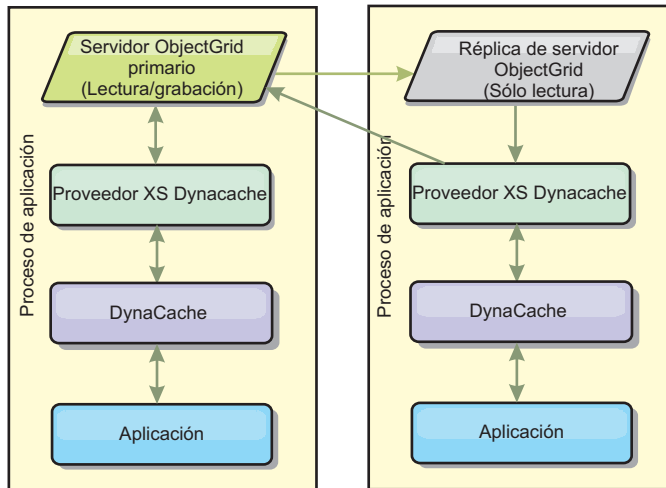 Servidor ObjectGrid
primario
(Lectura/grabación)
Proceso de aplicación
Proveedor XS Dynacache
DynaCache
Aplicación
Réplica de servidor
ObjectGrid
(Sólo lectura)
Proceso de aplicación
Proveedor XS Dynacache
DynaCache
Aplicación